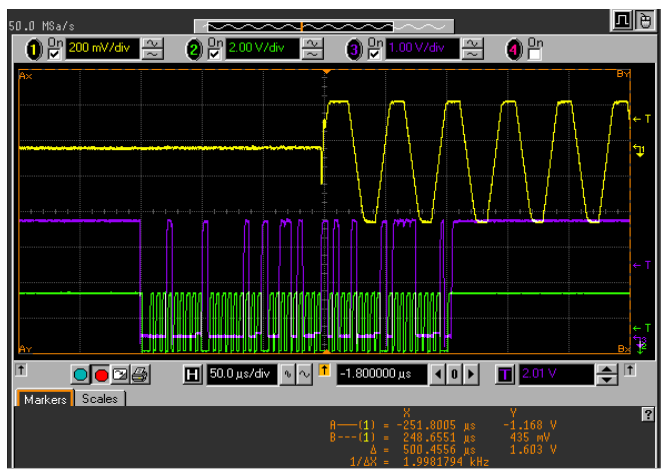 50.0 MSa/s
1 On 200 mV/div 2 On 2.00 V/div 3 On 1.00 V/div 4 On
Ax By
T
1
T
T
Ay Bx
H 50.0 µs/div -1.800000 µs 0 T 2.01 V
Markers Scales ?
X Y
A——(1) = -251.8005 µs -1.168 V
B---(1) = 248.6551 µs 435 mV
Δ = 500.4556 µs 1.603 V
1/ΔX = 1.9981794 kHz